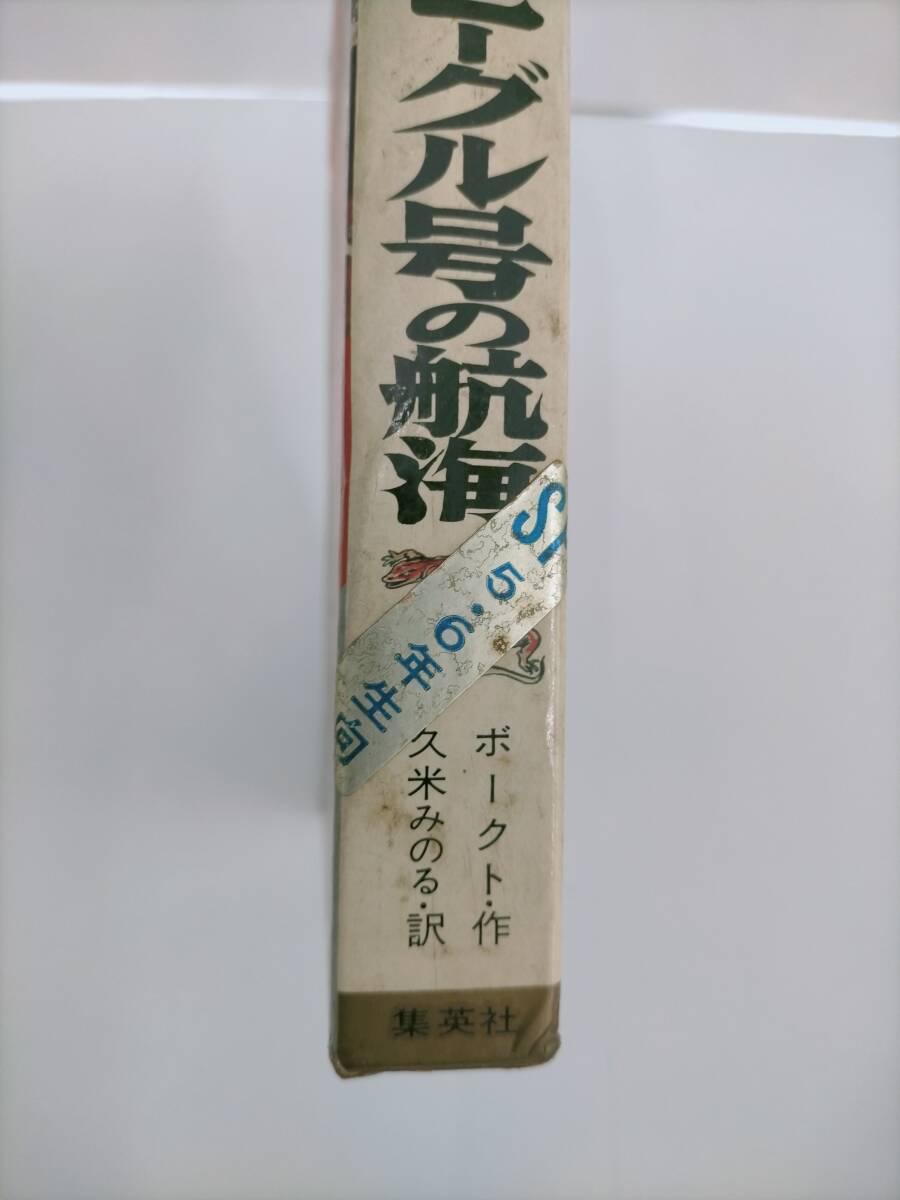 ーグル号の航海
SF 5・6年生向
ボークト・作
久米みのる・訳
集英社